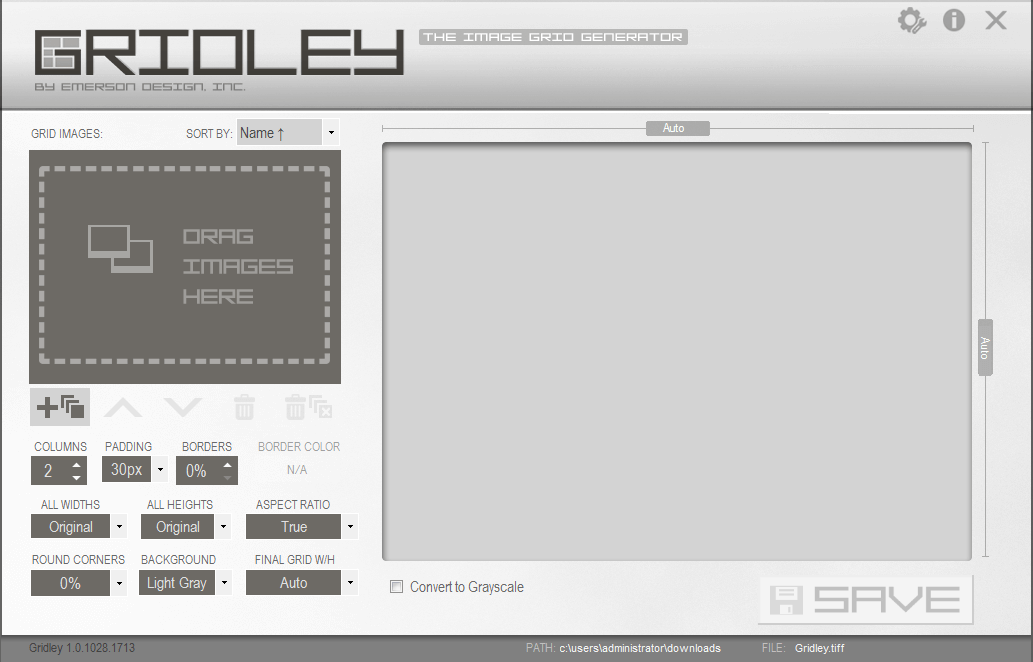 GRIDLEY THE IMAGE GRID GENERATOR
BY EMERSON DESIGN, INC.
GRID IMAGES: SORT BY: Name ↑
Auto
DRAG
IMAGES
HERE
Auto
COLUMNS PADDING BORDERS BORDER COLOR
2 30px 0% N/A
ALL WIDTHS ALL HEIGHTS ASPECT RATIO
Original Original True
ROUND CORNERS BACKGROUND FINAL GRID W/H
0% Light Gray Auto
Convert to Grayscale
SAVE
Gridley 1.0.1028.1713 PATH: c:\users\administrator\downloads FILE: Gridley.tiff